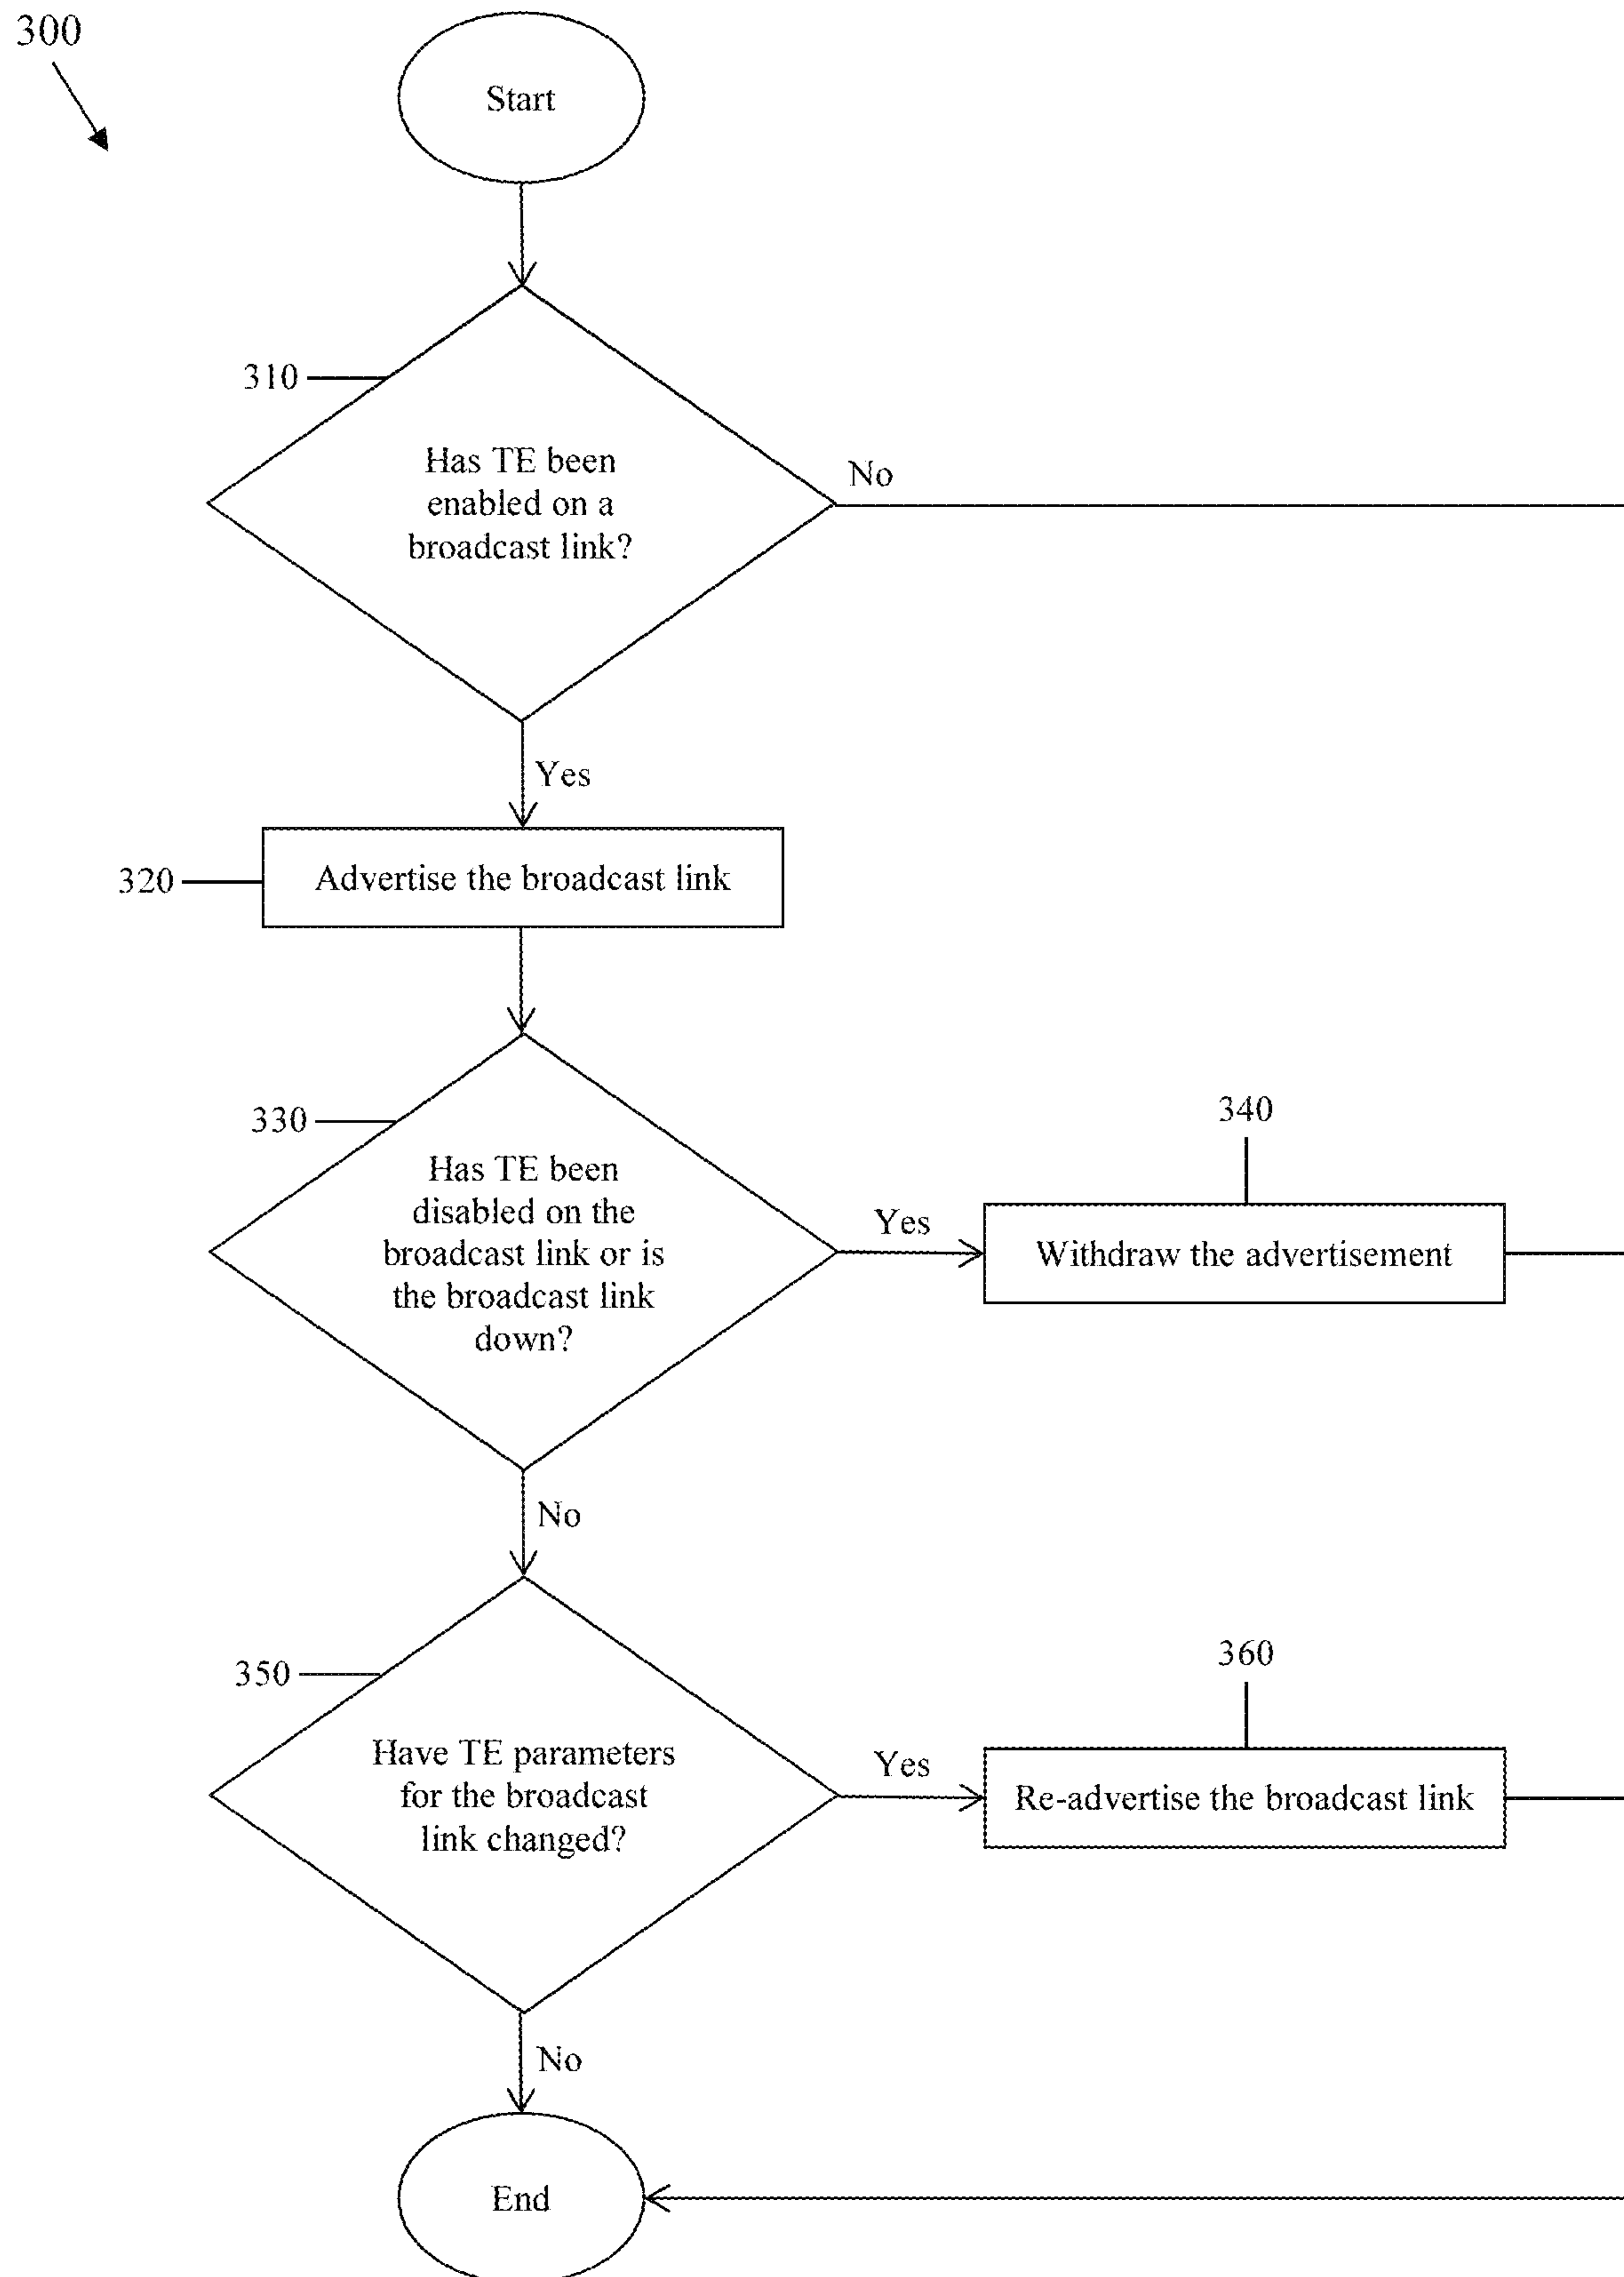 300
Start
310
Has TE been
enabled on a
broadcast link?
No
Yes
320
Advertise the broadcast link
330
Has TE been
disabled on the
broadcast link or is
the broadcast link
down?
Yes
340
Withdraw the advertisement
No
350
Have TE parameters
for the broadcast
link changed?
Yes
360
Re-advertise the broadcast link
No
End